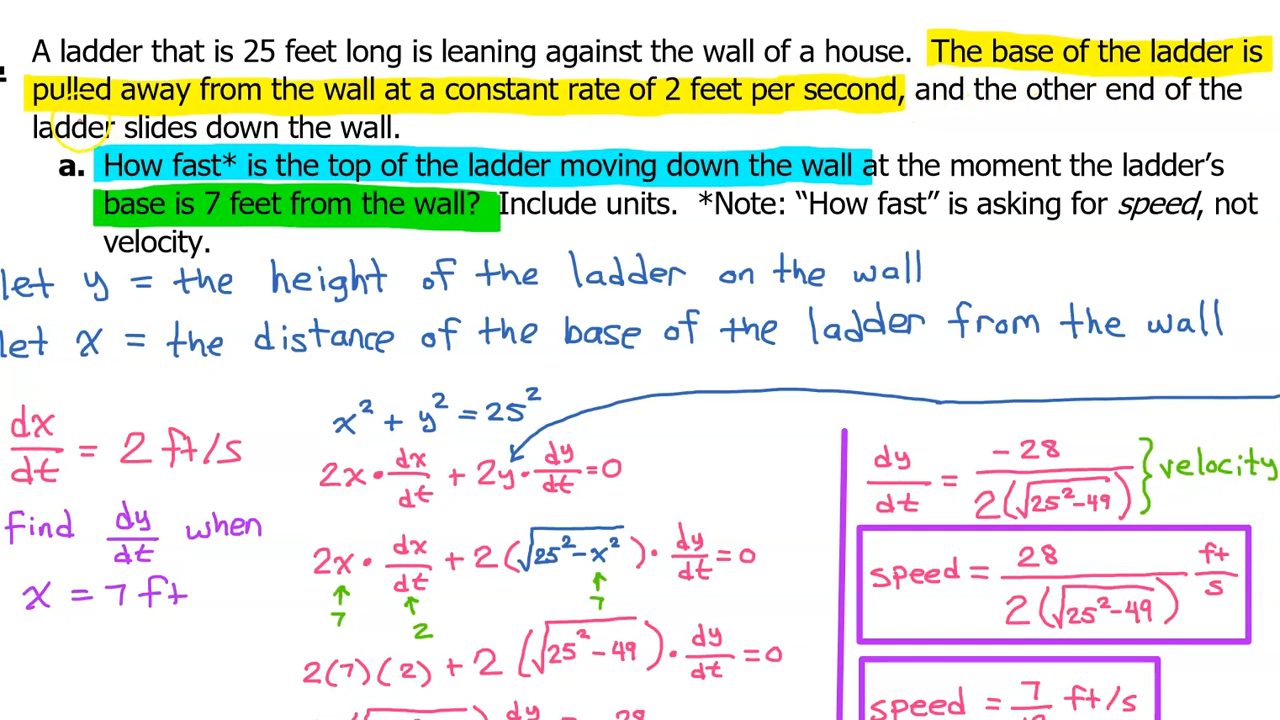 A ladder that is 25 feet long is leaning against the wall of a house. The base of the ladder is
pulled away from the wall at a constant rate of 2 feet per second, and the other end of the
ladder slides down the wall.
a. How fast* is the top of the ladder moving down the wall at the moment the ladder's
base is 7 feet from the wall? Include units. *Note: "How fast" is asking for speed, not
velocity.
let y = the height of the ladder on the wall
let x = the distance of the base of the ladder from the wall
dx/dt = 2 ft/s
find dy/dt when
x = 7 ft
x² + y² = 25²
2x · dx/dt + 2y · dy/dt = 0
2x · dx/dt + 2(√25²-x²) · dy/dt = 0
7 2 7
2(7)(2) + 2(√25²-49) · dy/dt = 0
dy/dt = -28/2(√25²-49) } velocity
speed = 28/2(√25²-49) ft/s
speed = 7/ ft/s